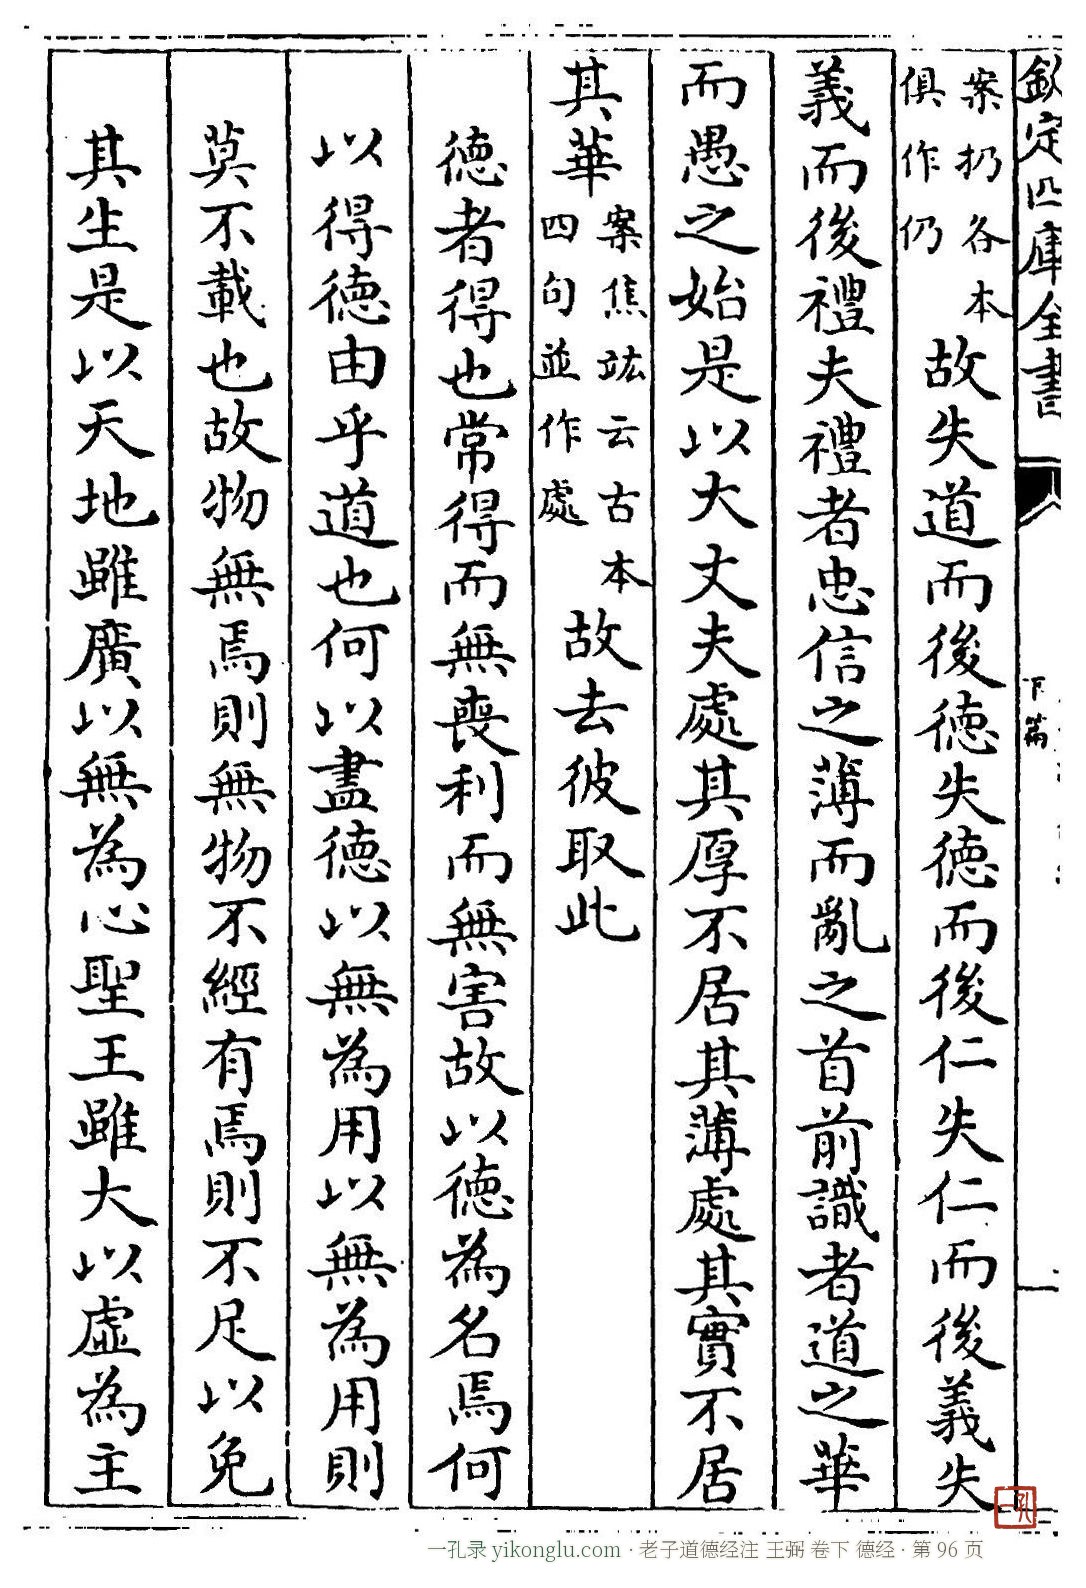 欽定四庫全書
下篇
案扔各本俱作仍故失道而後德失德而後仁失仁而後義失
義而後禮夫禮者忠信之薄而亂之首前識者道之華
而愚之始是以大丈夫處其厚不居其薄處其實不居
其華案焦竑云古本四句並作處故去彼取此
德者得也常得而無喪利而無害故以德為名焉何
以得德由乎道也何以盡德以無為用以無為用則
莫不載也故物無焉則無物不經有焉則不足以免
其生是以天地雖廣以無為心聖王雖大以虛為主
一孔
一孔录 yikonglu.com · 老子道德经注 王弼 卷下 德经 · 第 96 页